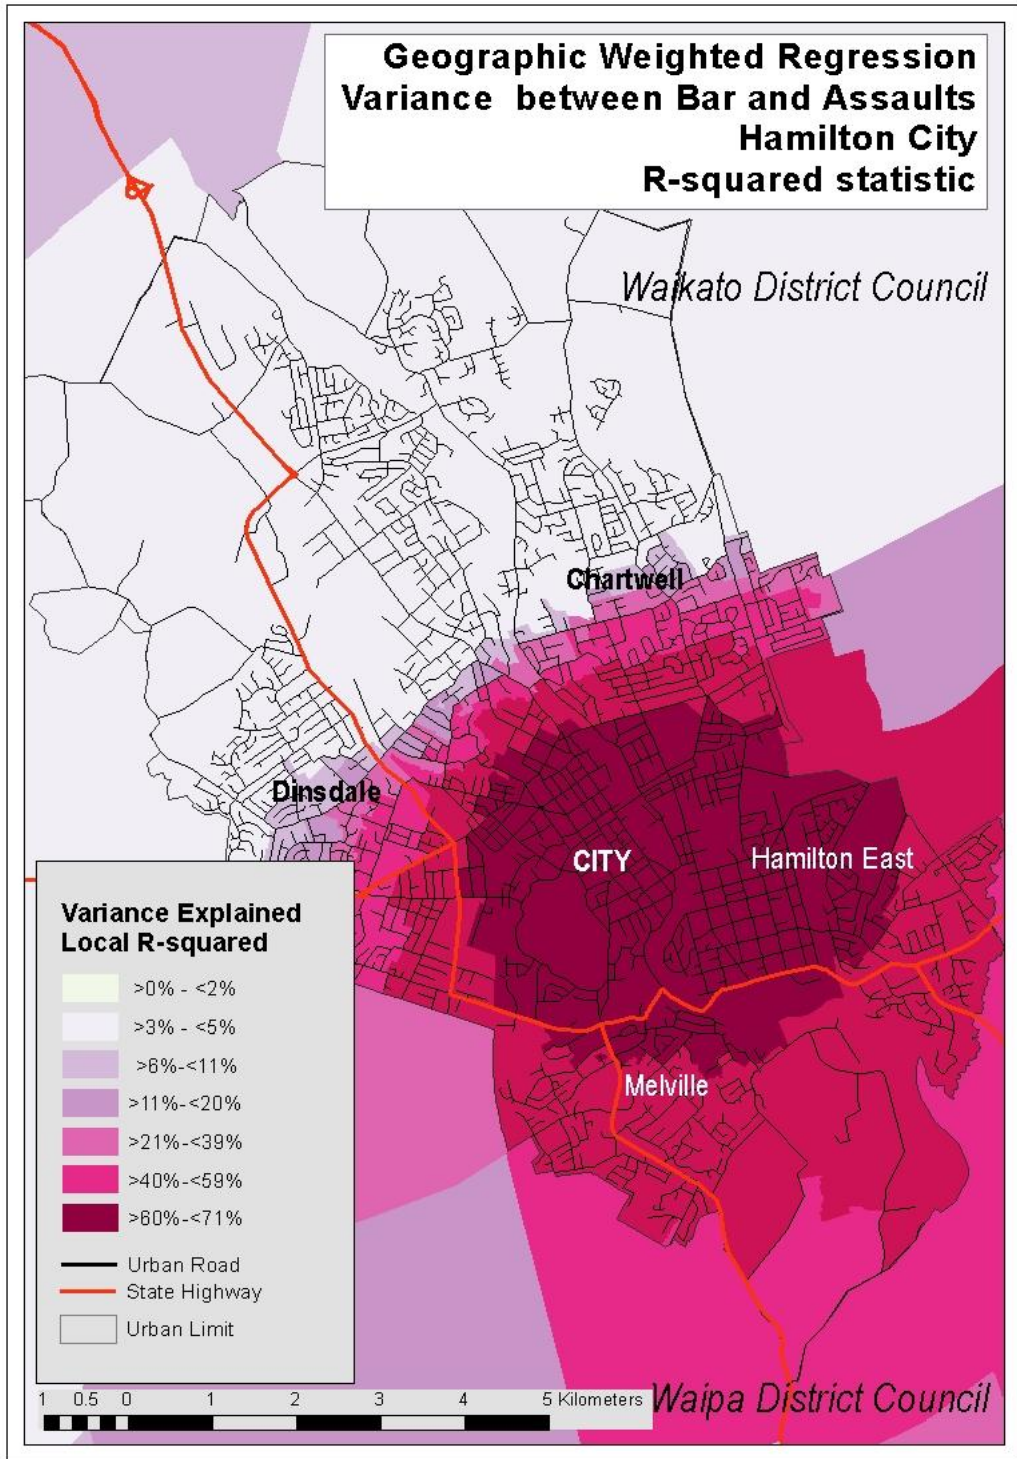 Geographic Weighted Regression
Variance between Bar and Assaults
Hamilton City
R-squared statistic
Waikato District Council
Chartwell
Dinsdale
CITY
Hamilton East
Melville
Variance Explained
Local R-squared
>0% - <2%
>3% - <5%
>6%-<11%
>11%-<20%
>21%-<39%
>40%-<59%
>60%-<71%
Urban Road
State Highway
Urban Limit
1 0.5 0 1 2 3 4 5 Kilometers
Waipa District Council